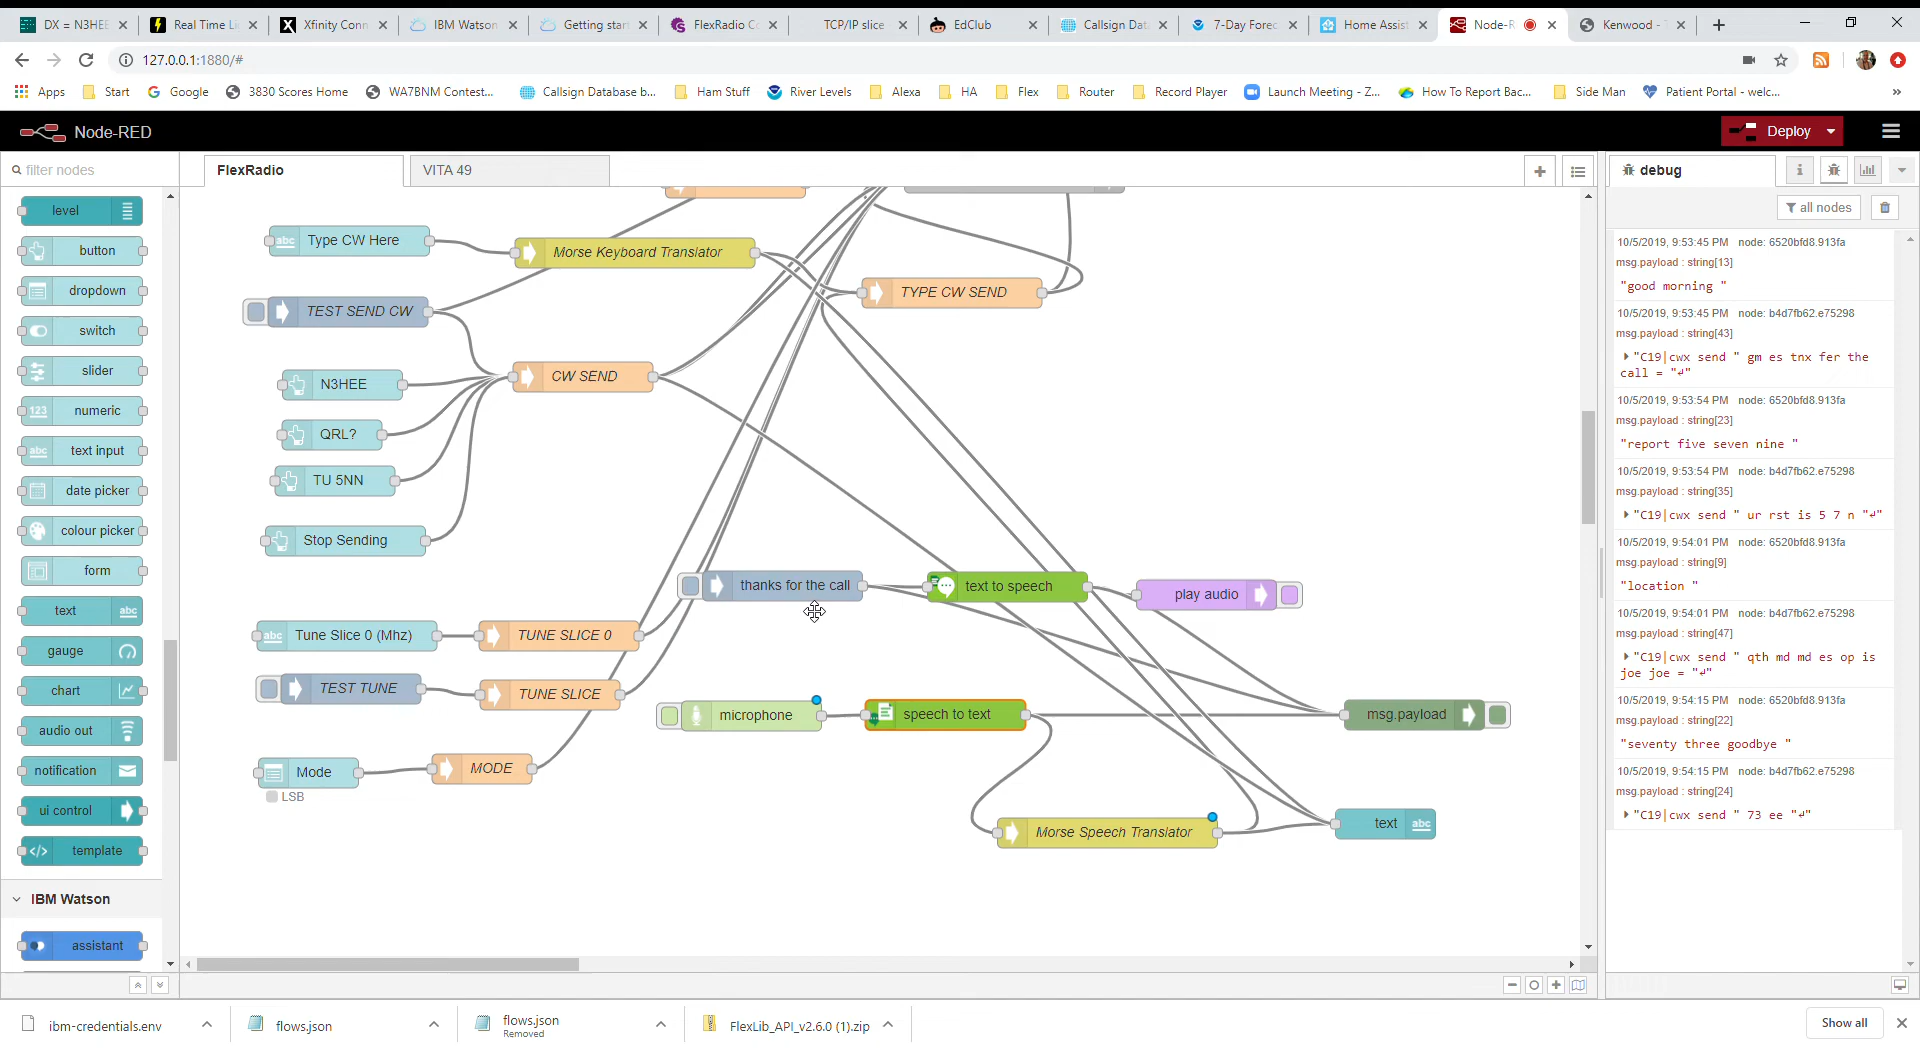 DX = N3HEE
Real Time Li
Xfinity Conn
IBM Watson
Getting start
FlexRadio Co
TCP/IP slice
EdClub
Callsign Dat
7-Day Forec
Home Assist
Node-R
Kenwood -
127.0.0.1:1880/#
Apps
Start
Google
3830 Scores Home
WA7BNM Contest...
Callsign Database b...
Ham Stuff
River Levels
Alexa
HA
Flex
Router
Record Player
Launch Meeting - Z...
How To Report Bac...
Side Man
Patient Portal - welc...
»
Node-RED
Deploy
filter nodes
FlexRadio
VITA 49
debug
all nodes
level
button
dropdown
switch
slider
123 numeric
abc text input
date picker
colour picker
form
text abc
gauge
chart
audio out
notification
ui control
</> template
IBM Watson
assistant
abc Type CW Here
Morse Keyboard Translator
TEST SEND CW
TYPE CW SEND
N3HEE
CW SEND
QRL?
TU 5NN
Stop Sending
thanks for the call
text to speech
play audio
abc Tune Slice 0 (Mhz)
TUNE SLICE 0
TEST TUNE
TUNE SLICE
microphone
speech to text
msg.payload
Mode
MODE
LSB
Morse Speech Translator
text abc
10/5/2019, 9:53:45 PM node: 6520bfd8.913fa
msg.payload : string[13]
"good morning "
10/5/2019, 9:53:45 PM node: b4d7fb62.e75298
msg.payload : string[43]
"C19|cwx send " gm es tnx fer the
call = "↵"
10/5/2019, 9:53:54 PM node: 6520bfd8.913fa
msg.payload : string[23]
"report five seven nine "
10/5/2019, 9:53:54 PM node: b4d7fb62.e75298
msg.payload : string[35]
"C19|cwx send " ur rst is 5 7 n "↵"
10/5/2019, 9:54:01 PM node: 6520bfd8.913fa
msg.payload : string[9]
"location "
10/5/2019, 9:54:01 PM node: b4d7fb62.e75298
msg.payload : string[47]
"C19|cwx send " qth md md es op is
joe joe = "↵"
10/5/2019, 9:54:15 PM node: 6520bfd8.913fa
msg.payload : string[22]
"seventy three goodbye "
10/5/2019, 9:54:15 PM node: b4d7fb62.e75298
msg.payload : string[24]
"C19|cwx send " 73 ee "↵"
ibm-credentials.env
flows.json
flows.json
Removed
FlexLib_API_v2.6.0 (1).zip
Show all